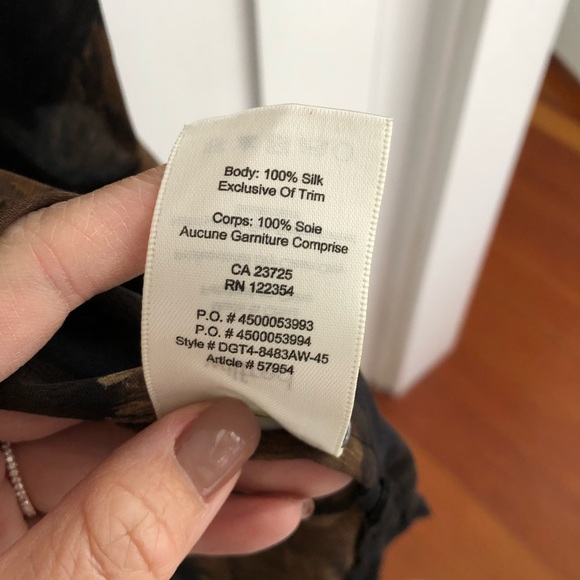 Body: 100% Silk
Exclusive Of Trim
Corps: 100% Soie
Aucune Garniture Comprise
CA 23725
RN 122354
P.O. # 4500053993
P.O. # 4500053994
Style # DGT4-8483AW-45
Article # 57954